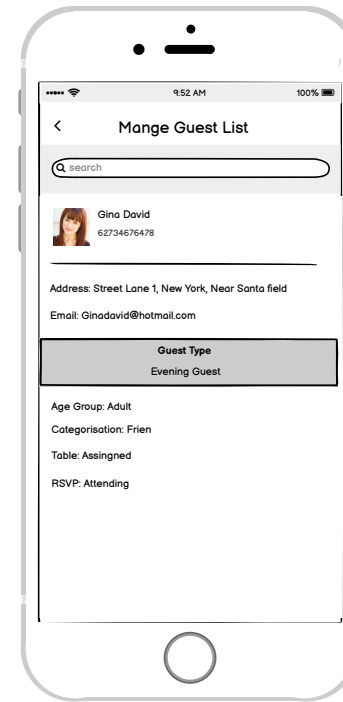 9:52 AM
100%
Mange Guest List
search
Gina David
62734676478
Address: Street Lane 1, New York, Near Santa field
Email: Ginadavid@hotmail.com
Guest Type
Evening Guest
Age Group: Adult
Categorisation: Frien
Table: Assingned
RSVP: Attending